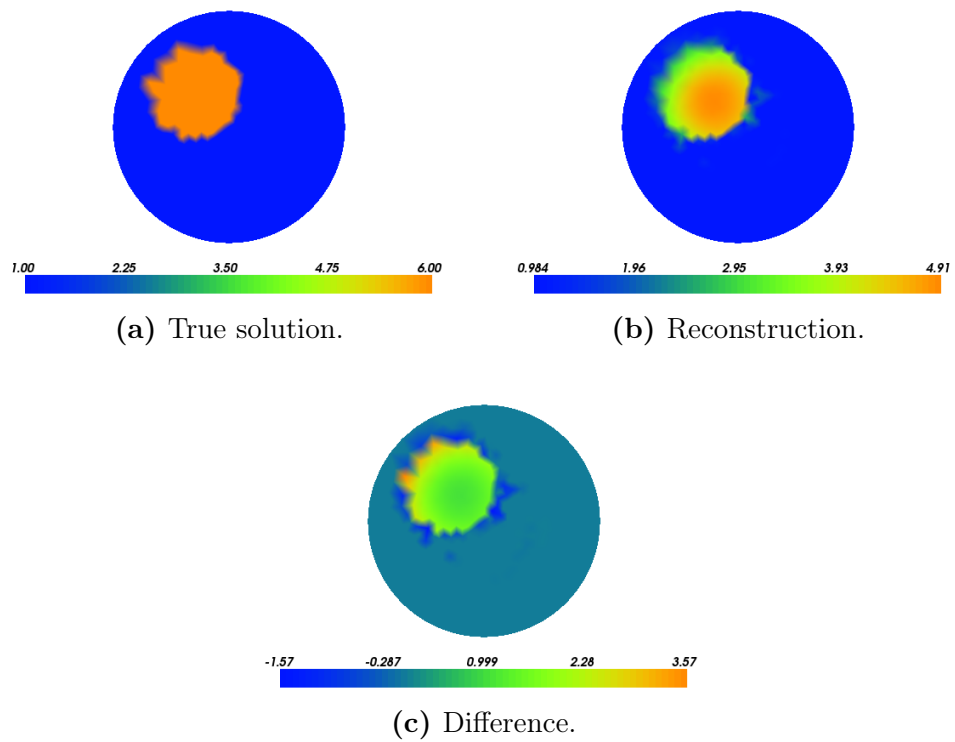 1.00 2.25 3.50 4.75 6.00
(a) True solution.
0.984 1.96 2.95 3.93 4.91
(b) Reconstruction.
-1.57 -0.287 0.999 2.28 3.57
(c) Difference.